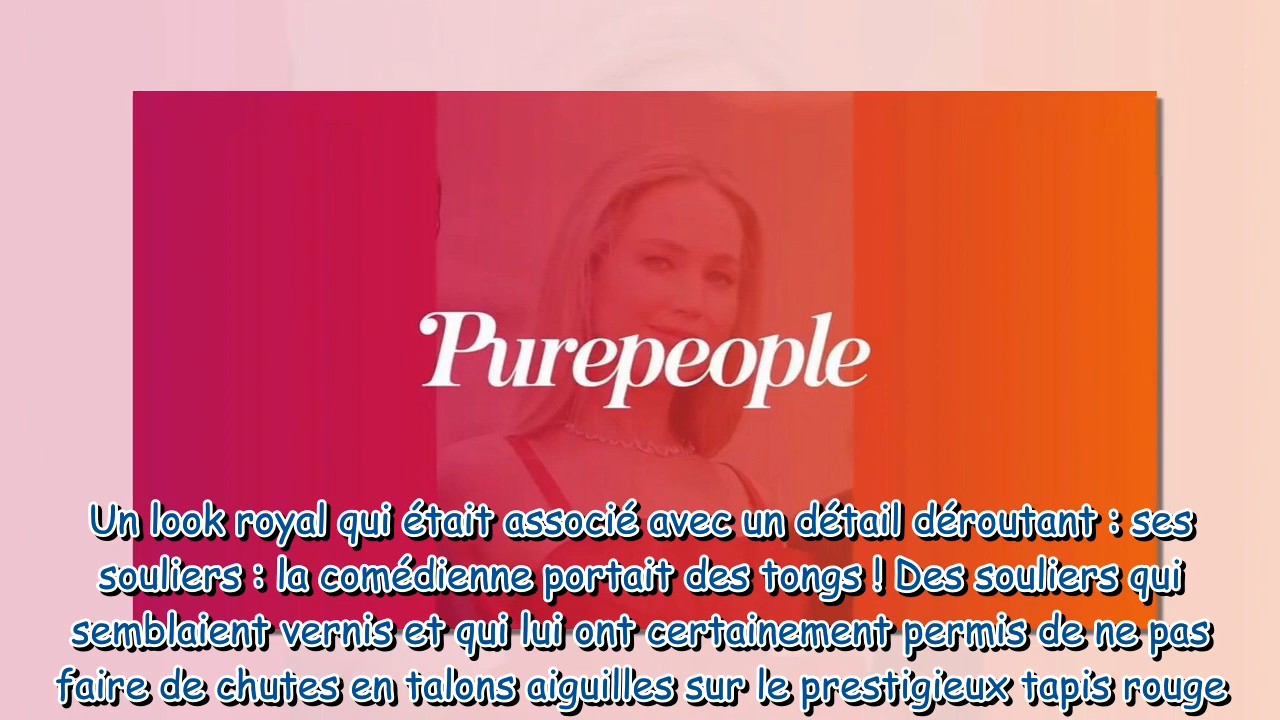 Purepeople
Un look royal qui était associé avec un détail déroutant : ses
souliers : la comédienne portait des tongs ! Des souliers qui
semblaient vernis et qui lui ont certainement permis de ne pas
faire de chutes en talons aiguilles sur le prestigieux tapis rouge